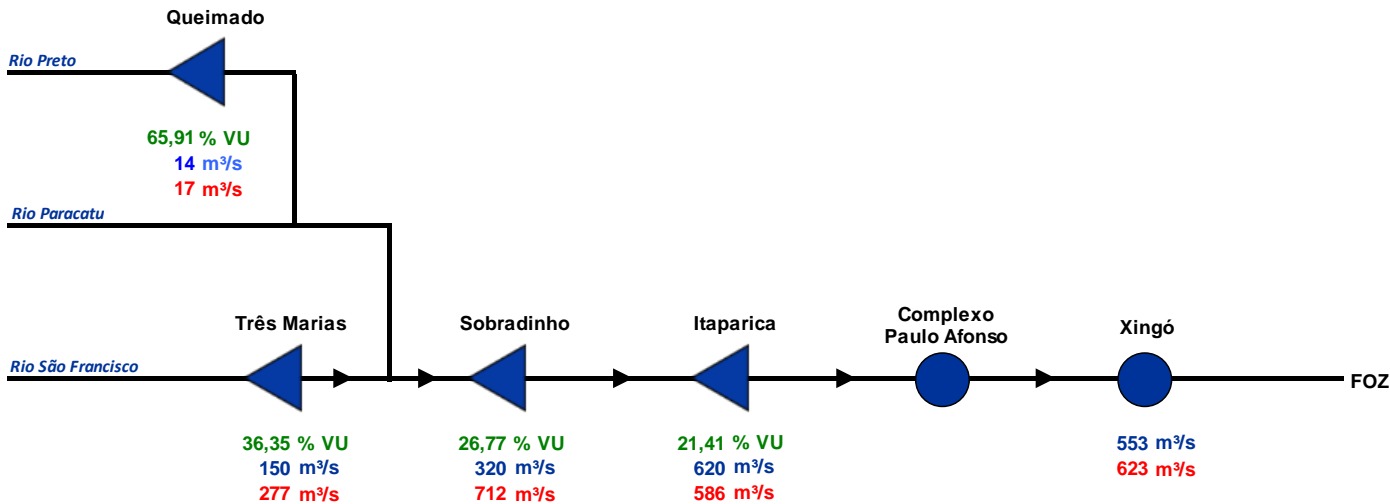 Queimado
Rio Preto
65,91 % VU
14 m³/s
17 m³/s
Rio Paracatu
Três Marias
Sobradinho
Itaparica
Complexo
Paulo Afonso
Xingó
Rio São Francisco
FOZ
36,35 % VU
150 m³/s
277 m³/s
26,77 % VU
320 m³/s
712 m³/s
21,41 % VU
620 m³/s
586 m³/s
553 m³/s
623 m³/s